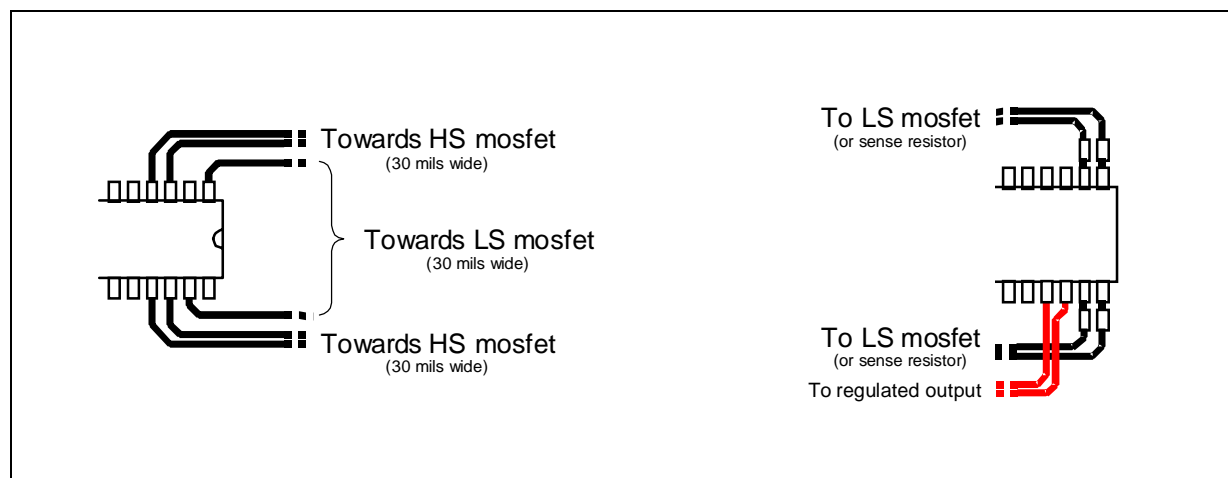 Towards HS mosfet
(30 mils wide)
Towards LS mosfet
(30 mils wide)
Towards HS mosfet
(30 mils wide)
To LS mosfet
(or sense resistor)
To LS mosfet
(or sense resistor)
To regulated output